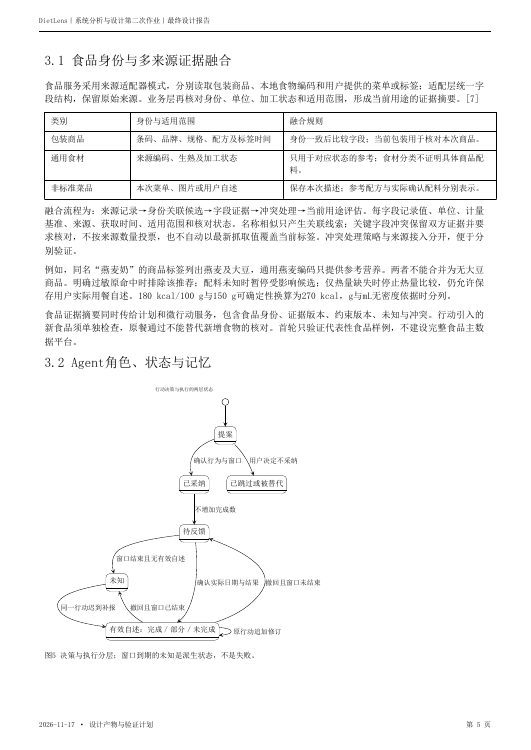 DietLens｜系统分析与设计第二次作业｜最终设计报告
3.1 食品身份与多来源证据融合
食品服务采用来源适配器模式，分别读取包装商品、本地食物编码和用户提供的菜单或标签；适配层统一字
段结构，保留原始来源。业务层再核对身份、单位、加工状态和适用范围，形成当前用途的证据摘要。[7]
类别 身份与适用范围 融合规则
包装商品 条码、品牌、规格、配方及标签时间 身份一致后比较字段；当前包装用于核对本次商品。
通用食材 来源编码、生熟及加工状态 只用于对应状态的参考；食材分类不证明具体商品配
料。
非标准菜品 本次菜单、图片或用户自述 保存本次描述；参考配方与实际确认配料分别表示。
融合流程为：来源记录→身份关联候选→字段证据→冲突处理→当前用途评估。每字段记录值、单位、计量
基准、来源、获取时间、适用范围和核对状态。名称相似只产生关联线索；关键字段冲突保留双方证据并要
求核对，不按来源数量投票，也不自动以最新抓取值覆盖当前标签。冲突处理策略与来源接入分开，便于分
别验证。
例如，同名“燕麦奶”的商品标签列出燕麦及大豆，通用燕麦编码只提供参考营养。两者不能合并为无大豆
商品。明确过敏原命中时排除该推荐；配料未知时暂停受影响候选；仅热量缺失时停止热量比较，仍允许保
存用户实际用餐自述。180 kcal/100 g与150 g可确定性换算为270 kcal，g与mL无密度依据时分列。
食品证据摘要同时传给计划和微行动服务，包含食品身份、证据版本、约束版本、未知与冲突。行动引入的
新食品须单独检查，原餐通过不能替代新增食物的核对。首轮只验证代表性食品样例，不建设完整食品主数
据平台。
3.2 Agent角色、状态与记忆
行动决策与执行的两层状态
提案
确认行为与窗口 用户决定不采纳
已采纳 已跳过或被替代
不增加完成数
待反馈
窗口结束且无有效自述
未知 确认实际日期与结果 撤回且窗口未结束
同一行动迟到补报 撤回且窗口已结束
有效自述：完成 / 部分 / 未完成 原行动追加修订
图5 决策与执行分层；窗口到期的未知是派生状态，不是失败。
2026-11-17 • 设计产物与验证计划 第 5 页